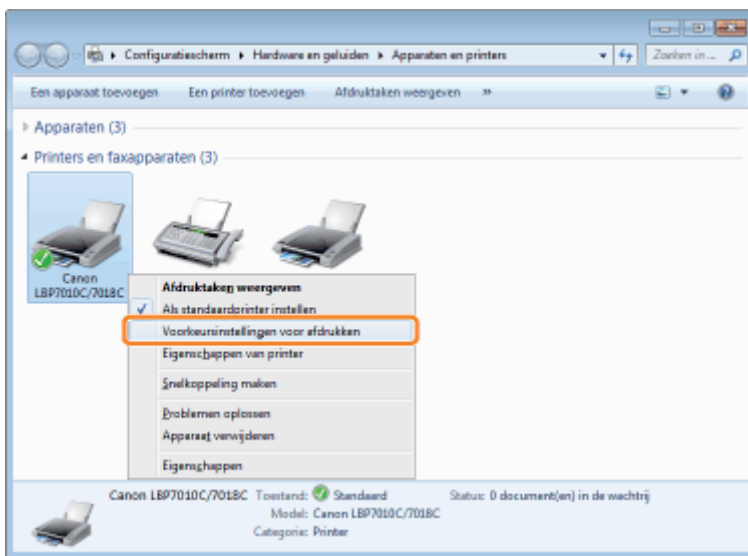 Configuratiescherm ▸ Hardware en geluiden ▸ Apparaten en printers
Zoeken in ...
Een apparaat toevoegen Een printer toevoegen Afdruktaken weergeven »
Apparaten (3)
Printers en faxapparaten (3)
Canon
LBP7010C/7018C
Afdruktaken weergeven
Als standaardprinter instellen
Voorkeursinstellingen voor afdrukken
Eigenschappen van printer
Snelkoppeling maken
Problemen oplossen
Apparaat verwijderen
Eigenschappen
Canon LBP7010C/7018C Toestand: Standaard Status: 0 document(en) in de wachtrij
Model: Canon LBP7010C/7018C
Categorie: Printer